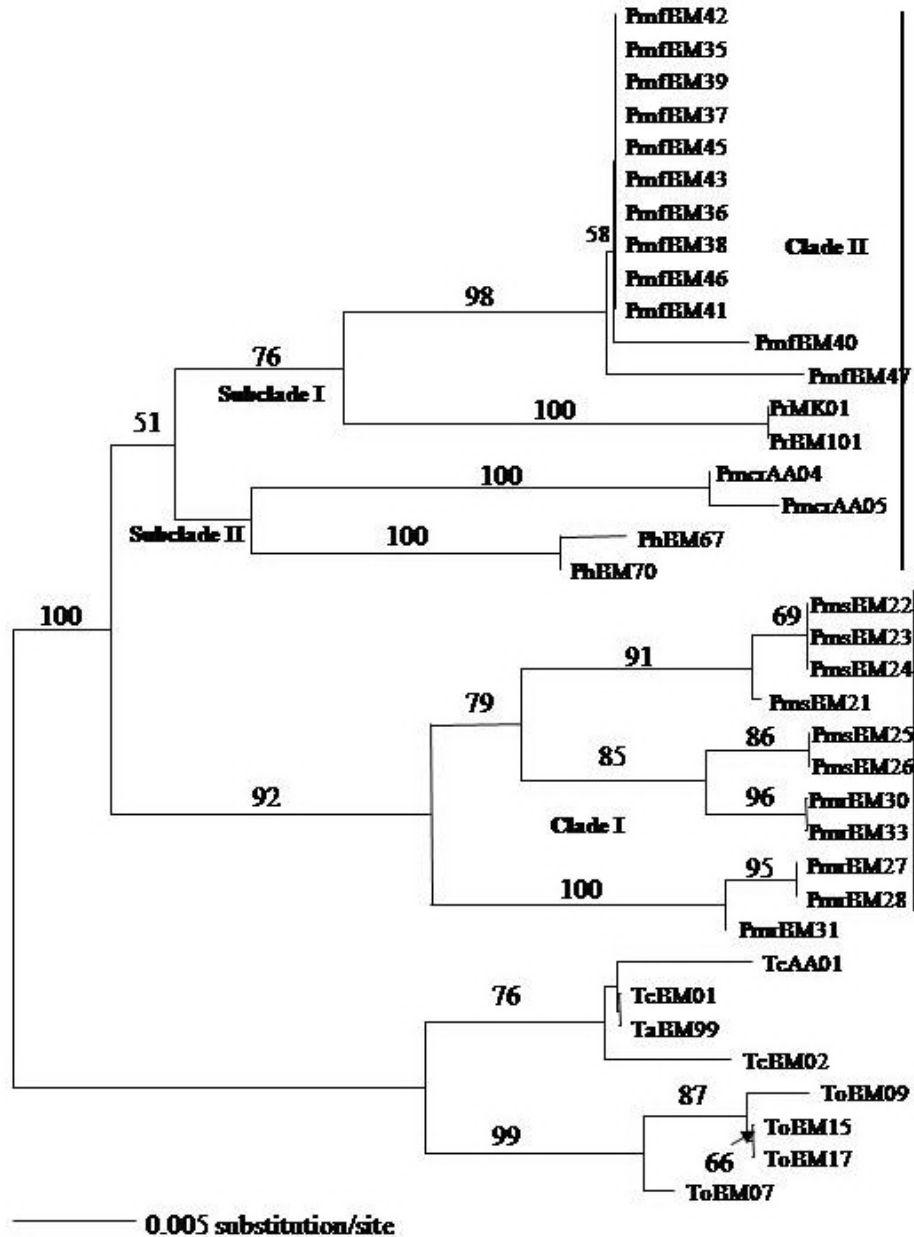 PmfBM42
PmfBM35
PmfBM39
PmfBM37
PmfBM45
PmfBM43
PmfBM36
58
PmfBM38
Clade II
PmfBM46
98
PmfBM41
PmfBM40
76
PmfBM47
Subclade I
100
PrMK01
51
PrBM101
100
PmcrAA04
PmcrAA05
Subclade II
100
PhBM67
PhBM70
100
69
PmsBM22
PmsBM23
91
PmsBM24
79
PmsBM21
86
PmsBM25
85
PmsBM26
92
96
PmrBM30
Clade I
PmrBM33
95
PmrBM27
100
PmrBM28
PmrBM31
TcAA01
76
TcBM01
TaBM99
TcBM02
87
ToBM09
99
ToBM15
66
ToBM17
ToBM07
0.005 substitution/site